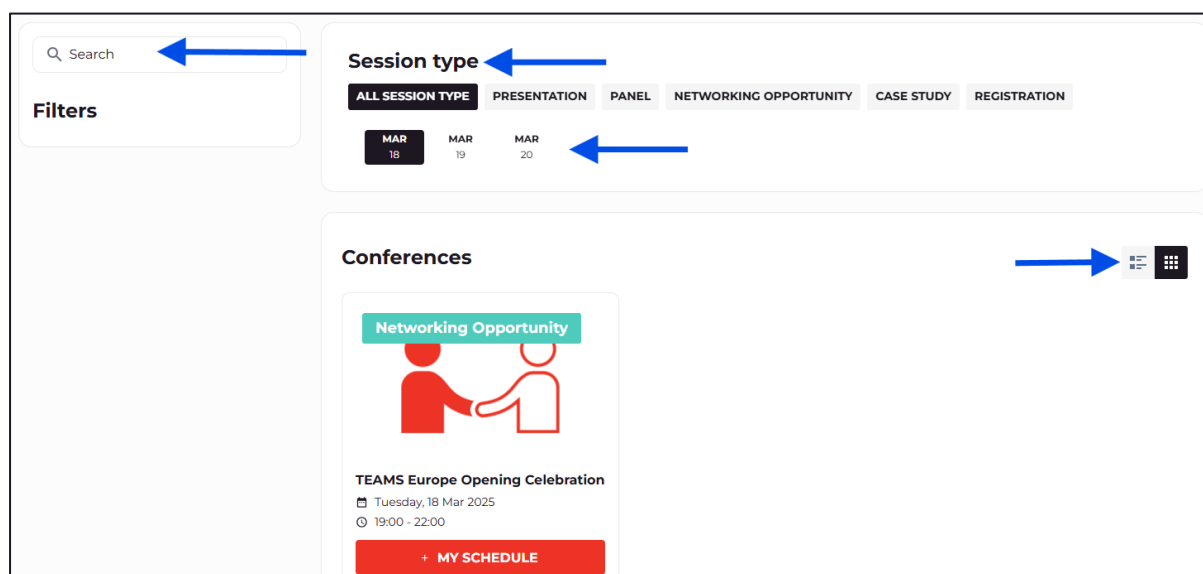 Search
Filters
Session type
ALL SESSION TYPE PRESENTATION PANEL NETWORKING OPPORTUNITY CASE STUDY REGISTRATION
MAR MAR MAR
18 19 20
Conferences
Networking Opportunity
TEAMS Europe Opening Celebration
Tuesday, 18 Mar 2025
19:00 - 22:00
+ MY SCHEDULE